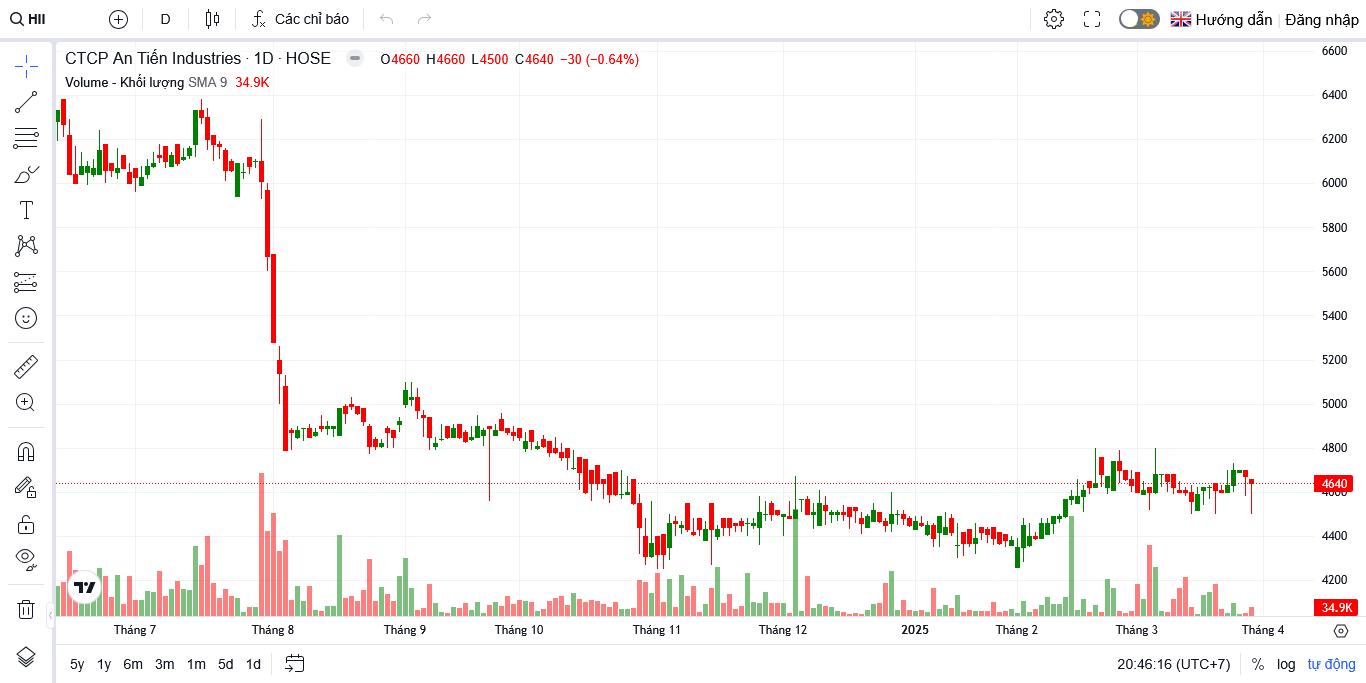 HII D Các chỉ báo Hướng dẫn Đăng nhập
CTCP An Tiến Industries · 1D · HOSE O4660 H4660 L4500 C4640 −30 (−0.64%)
Volume - Khối lượng SMA 9 34.9K
6600
6400
6200
6000
5800
5600
5400
5200
5000
4800
4640
4600
4400
4200
34.9K
Tháng 7 Tháng 8 Tháng 9 Tháng 10 Tháng 11 Tháng 12 2025 Tháng 2 Tháng 3 Tháng 4
5y 1y 6m 3m 1m 5d 1d 20:46:16 (UTC+7) % log tự động